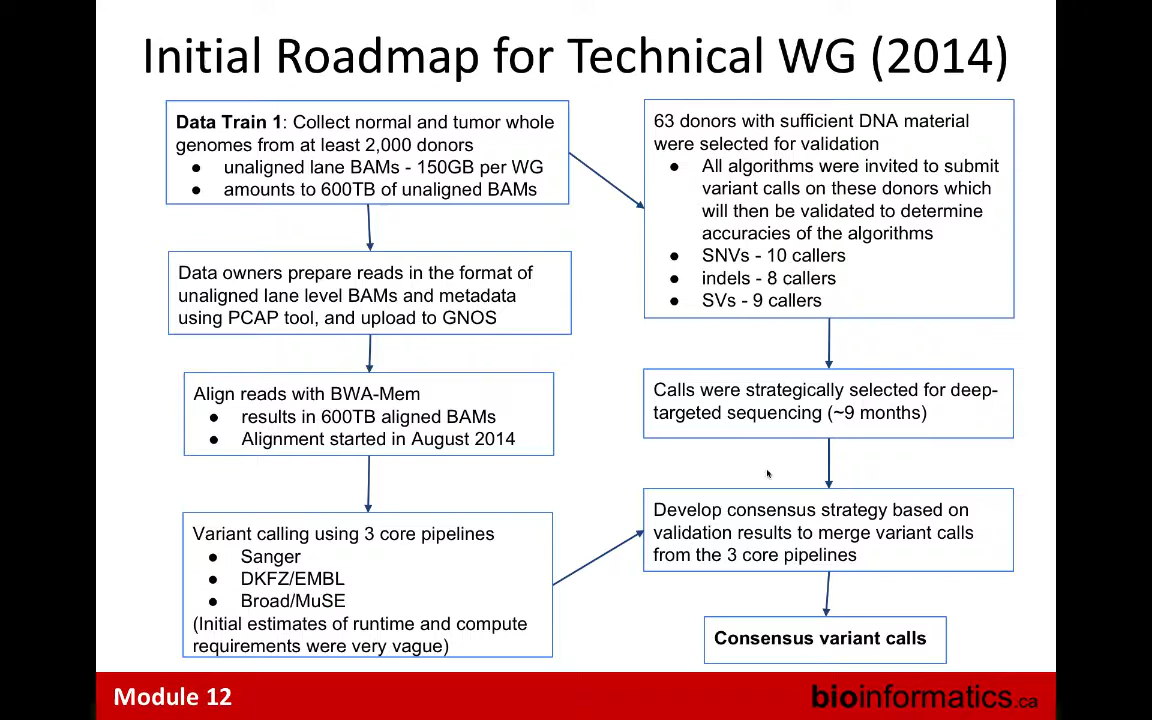 Initial Roadmap for Technical WG (2014)
Data Train 1: Collect normal and tumor whole
genomes from at least 2,000 donors
● unaligned lane BAMs - 150GB per WG
● amounts to 600TB of unaligned BAMs
Data owners prepare reads in the format of
unaligned lane level BAMs and metadata
using PCAP tool, and upload to GNOS
Align reads with BWA-Mem
● results in 600TB aligned BAMs
● Alignment started in August 2014
Variant calling using 3 core pipelines
● Sanger
● DKFZ/EMBL
● Broad/MuSE
(Initial estimates of runtime and compute
requirements were very vague)
63 donors with sufficient DNA material
were selected for validation
● All algorithms were invited to submit
variant calls on these donors which
will then be validated to determine
accuracies of the algorithms
● SNVs - 10 callers
● indels - 8 callers
● SVs - 9 callers
Calls were strategically selected for deep-
targeted sequencing (~9 months)
Develop consensus strategy based on
validation results to merge variant calls
from the 3 core pipelines
Consensus variant calls
Module 12
bioinformatics.ca